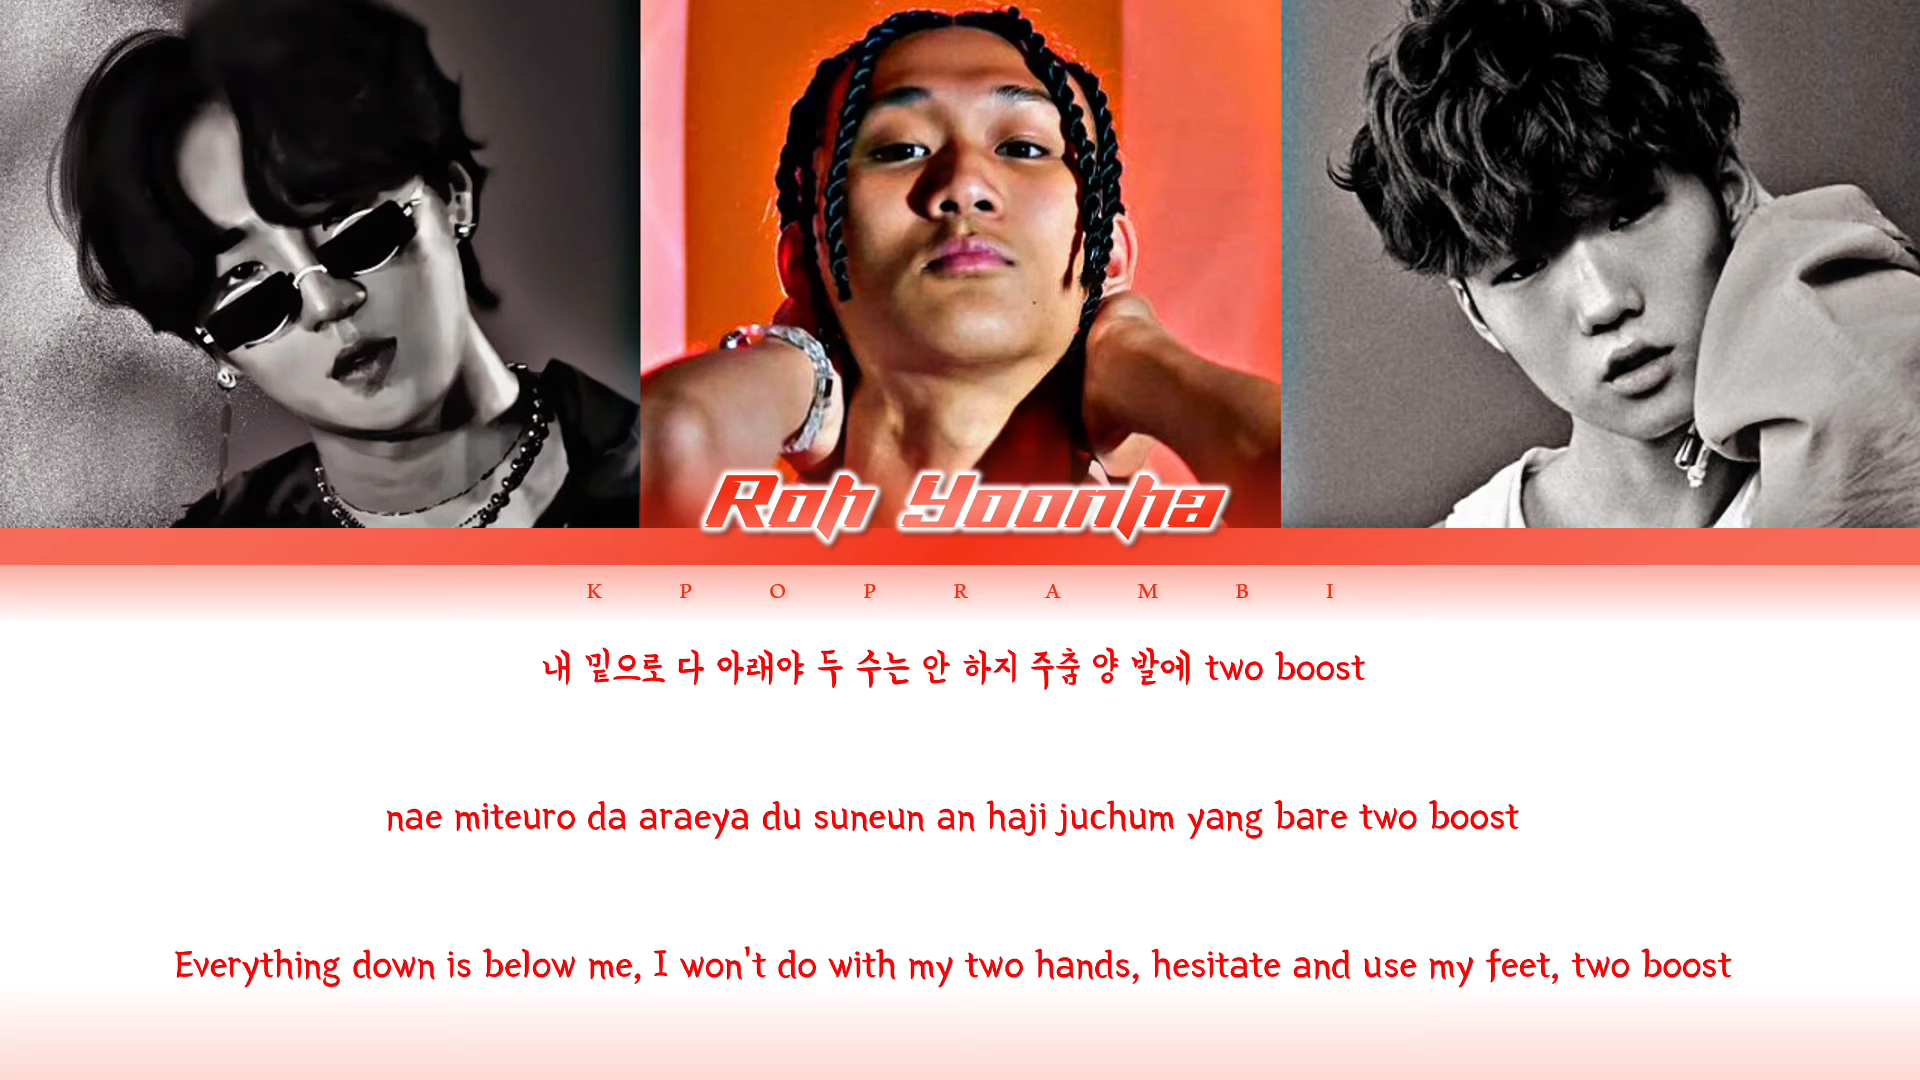 Roh Yoonha
KPOPRAMBI
내 밑으로 다 아래야 두 수는 안 하지 주춤 양 발에 two boost
nae miteuro da araeya du suneun an haji juchum yang bare two boost
Everything down is below me, I won't do with my two hands, hesitate and use my feet, two boost